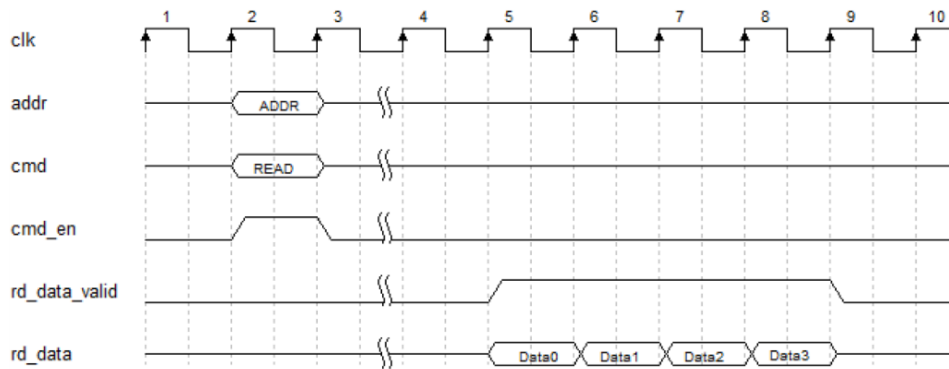 1 2 3 4 5 6 7 8 9 10
clk
addr ADDR
cmd READ
cmd_en
rd_data_valid
rd_data Data0 Data1 Data2 Data3